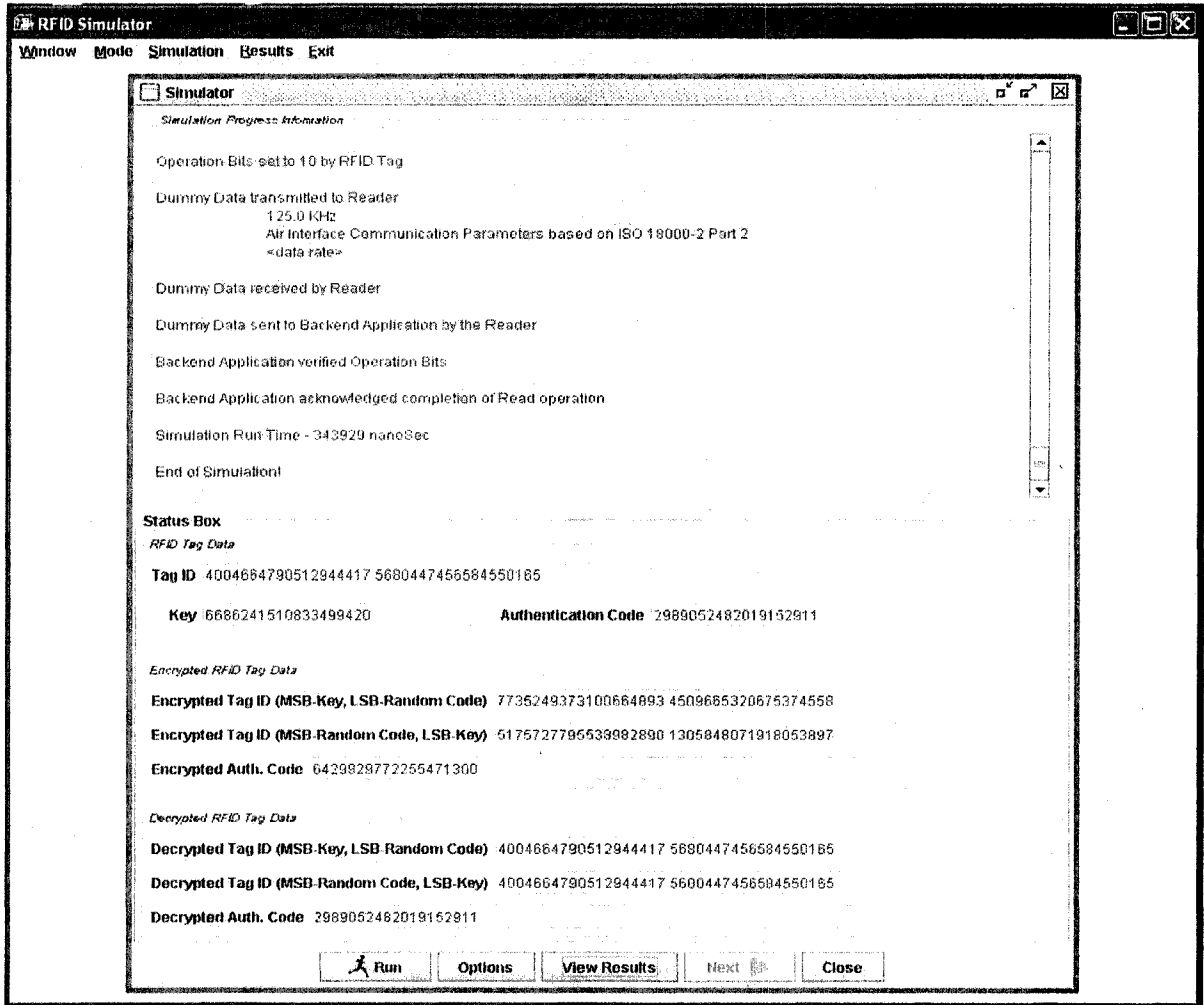 RFID Simulator
Window Mode Simulation Results Exit
Simulator
Simulation Progress Infomration
Operation Bits set to 10 by RFID Tag
Dummy Data transmitted to Reader
125.0 KHz
Air Interface Communication Parameters based on ISO 18000-2 Part 2
<data rate>
Dummy Data received by Reader
Dummy Data sent to Backend Application by the Reader
Backend Application verified Operation Bits
Backend Application acknowledged completion of Read operation
Simulation Run Time - 343929 nanoSec
End of Simulation!
Status Box
RFID Tag Data
Tag ID 4004664790512944417 5680447456584550165
Key 6686241510833499420 Authentication Code 2989052482019152911
Encrypted RFID Tag Data
Encrypted Tag ID (MSB-Key, LSB-Random Code) 7735249373100664893 4509665320675374558
Encrypted Tag ID (MSB-Random Code, LSB-Key) 5175727795538982890 1305848071918053897
Encrypted Auth. Code 6429829772255471300
Decrypted RFID Tag Data
Decrypted Tag ID (MSB-Key, LSB-Random Code) 4004664790512944417 5680447456584550165
Decrypted Tag ID (MSB-Random Code, LSB-Key) 4004664790512944417 5680447456584550165
Decrypted Auth. Code 2989052482019152911
Run Options View Results Next Close